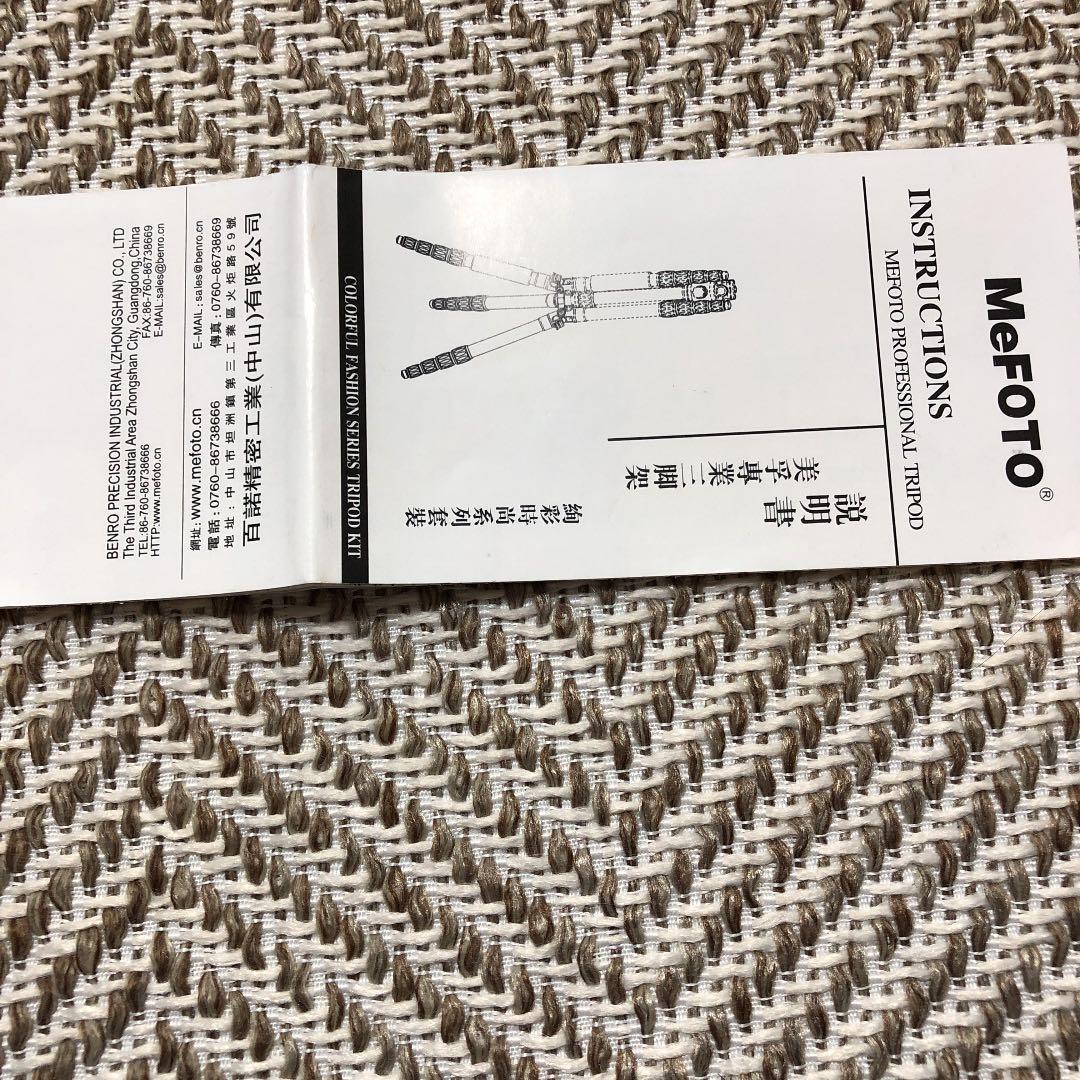 MeFOTO®
INSTRUCTIONS
MEFOTO PROFESSIONAL TRIPOD
説明書
美孚專業三脚架
絢彩時尚系列套裝
COLORFUL FASHION SERIES TRIPOD KIT
百諾精密工業(中山)有限公司
地址:中山市坦洲鎮第三工業區火炬路59號
電話:0760-86738666 傳真:0760-86738669
網址:www.mefoto.cn E-MAIL:sales@benro.cn
BENRO PRECISION INDUSTRIAL(ZHONGSHAN) CO., LTD
The Third Industrial Area Zhongshan City, Guangdong,China
TEL:86-760-86738666 FAX:86-760-86738669
HTTP:www.mefoto.cn E-MAIL:sales@benro.cn